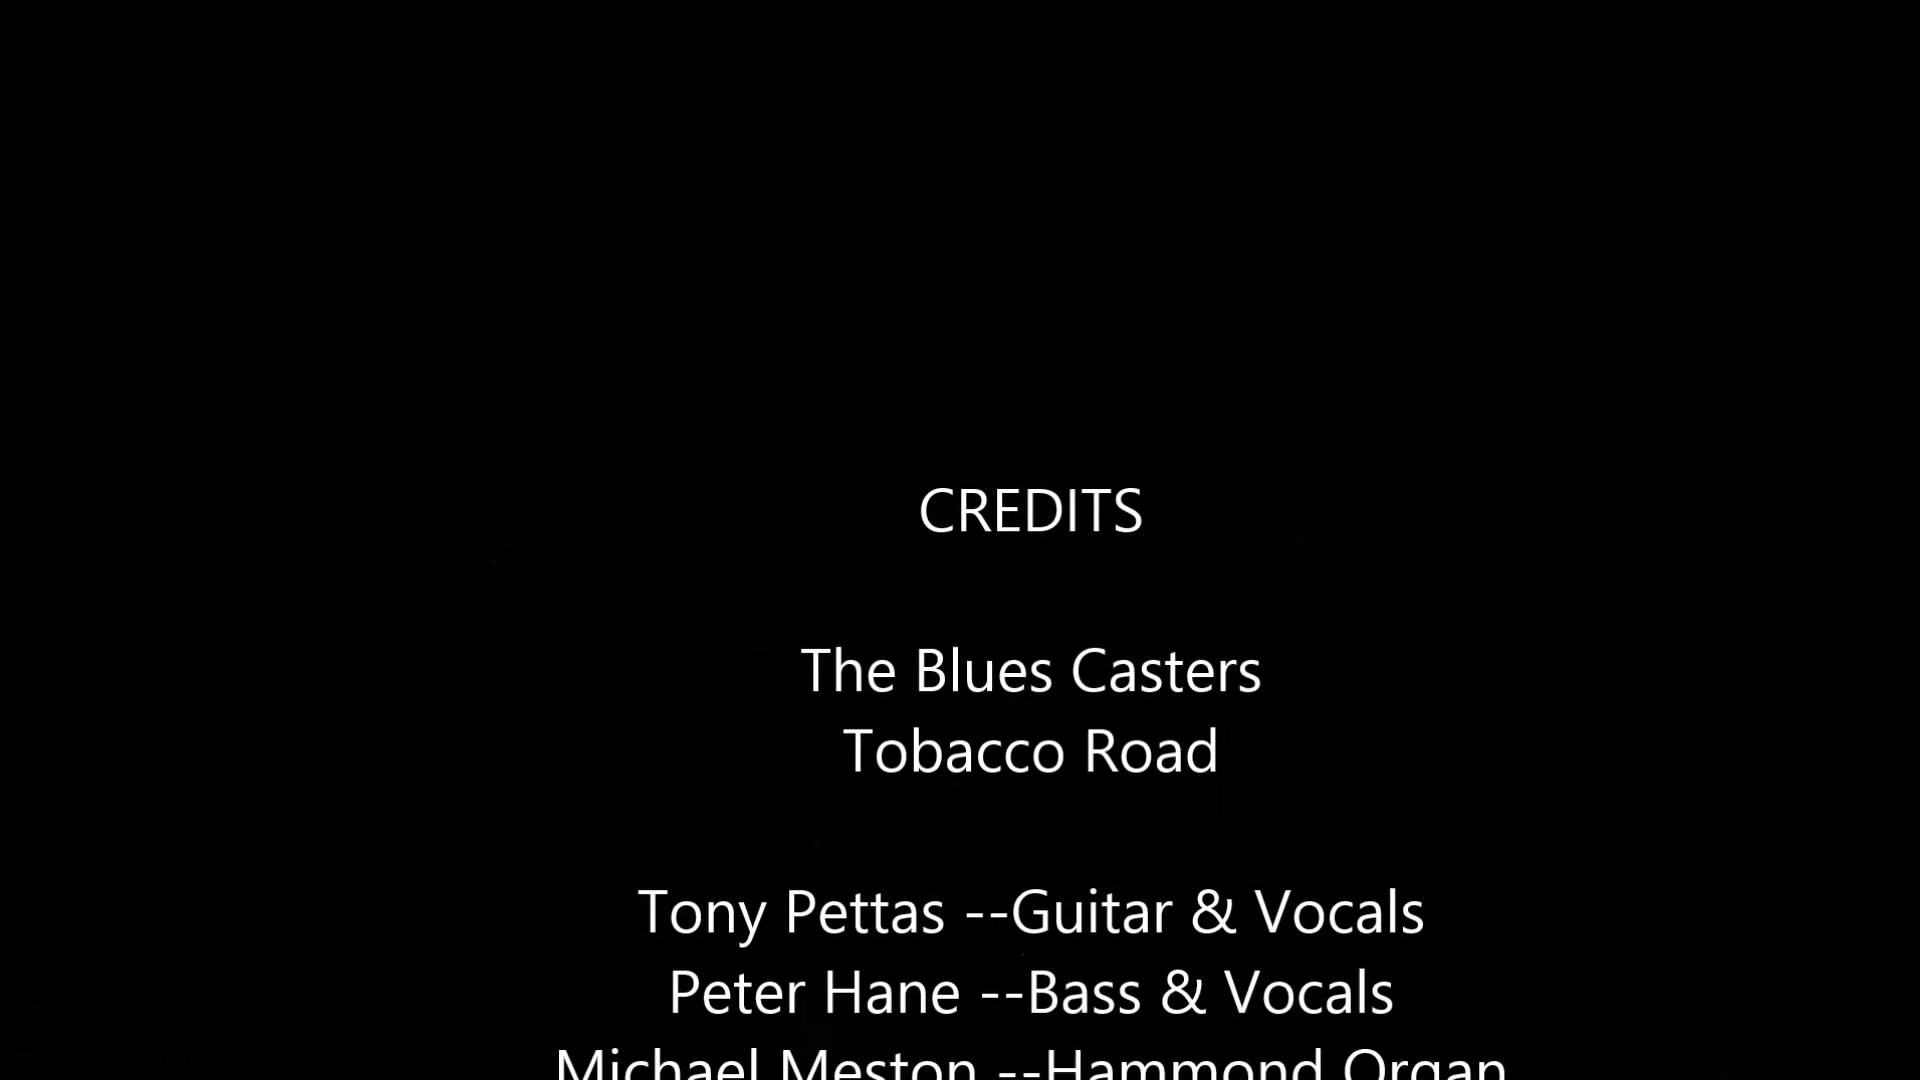 CREDITS
The Blues Casters
Tobacco Road
Tony Pettas --Guitar & Vocals
Peter Hane --Bass & Vocals
Michael Meston --Hammond Organ